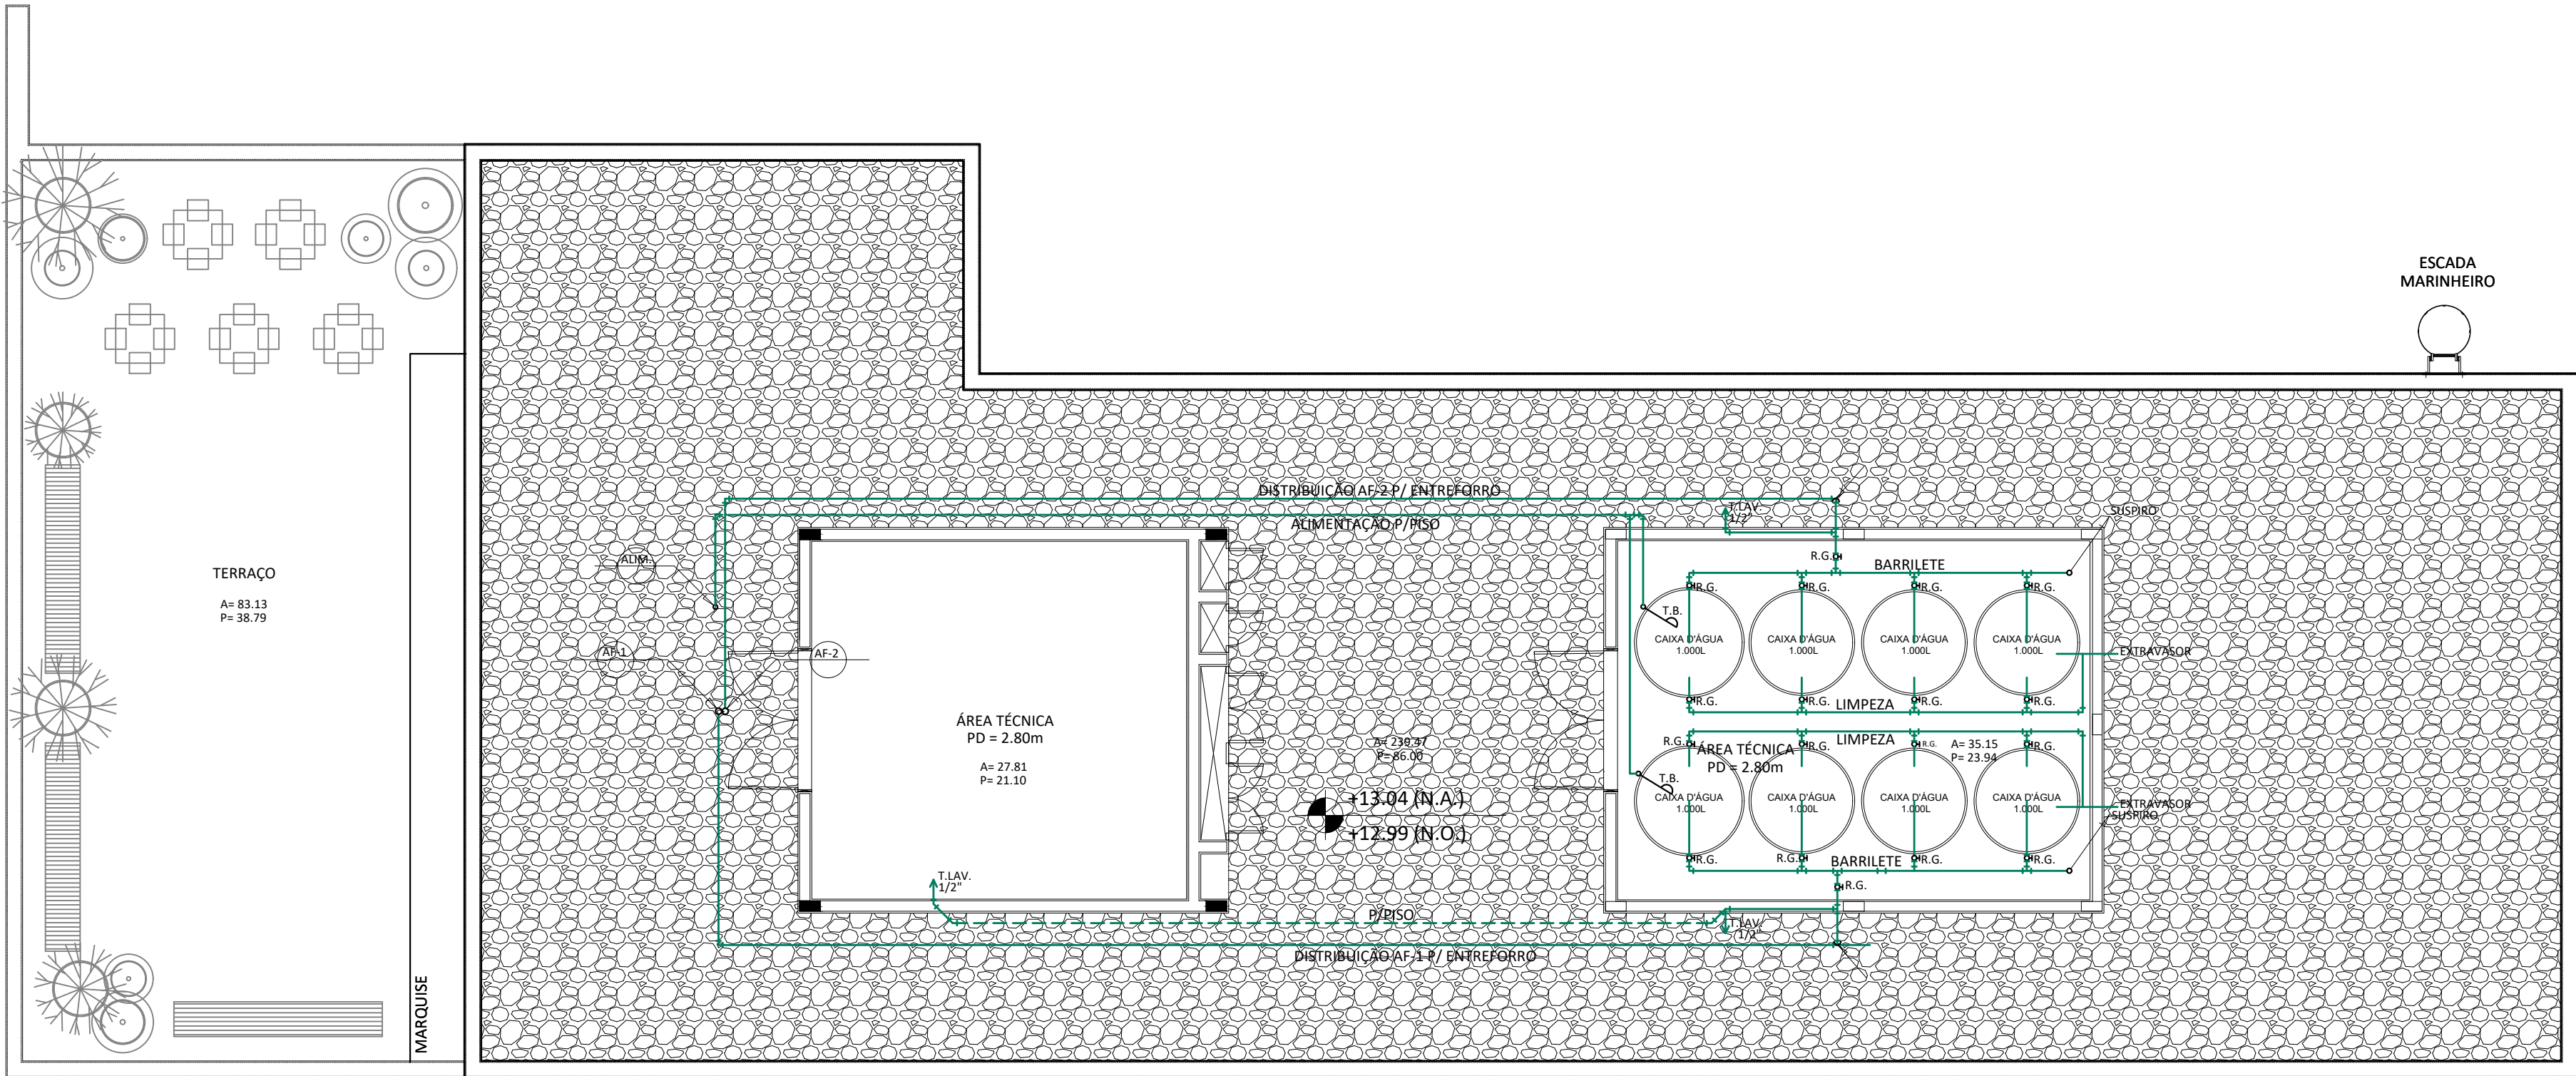 ESCADA
MARINHEIRO
DISTRIBUIÇÃO AF-2 P/ ENTREFORRO
ALIMENTAÇÃO P/PISO
T.LAV.
1/2"
SUSPIRO
R.G.
BARRILETE
ALIM.
TERRAÇO
A= 83.13
P= 38.79
R.G.
R.G.
R.G.
R.G.
T.B.
CAIXA D'ÁGUA
1.000L
CAIXA D'ÁGUA
1.000L
CAIXA D'ÁGUA
1.000L
CAIXA D'ÁGUA
1.000L
EXTRAVASOR
AF-1
AF-2
R.G.
R.G.
R.G.
R.G.
LIMPEZA
ÁREA TÉCNICA
PD = 2.80m
A= 27.81
P= 21.10
A= 239.47
P= 86.00
LIMPEZA
R.G.
R.G.
R.G.
R.G.
ÁREA TÉCNICA
PD = 2.80m
A= 35.15
P= 23.94
T.B.
CAIXA D'ÁGUA
1.000L
CAIXA D'ÁGUA
1.000L
CAIXA D'ÁGUA
1.000L
CAIXA D'ÁGUA
1.000L
EXTRAVASOR
SUSPIRO
+13.04 (N.A.)
+12.99 (N.O.)
R.G.
R.G.
R.G.
R.G.
BARRILETE
R.G.
T.LAV.
1/2"
P/PISO
T.LAV.
1/2"
DISTRIBUIÇÃO AF-1 P/ ENTREFORRO
MARQUISE